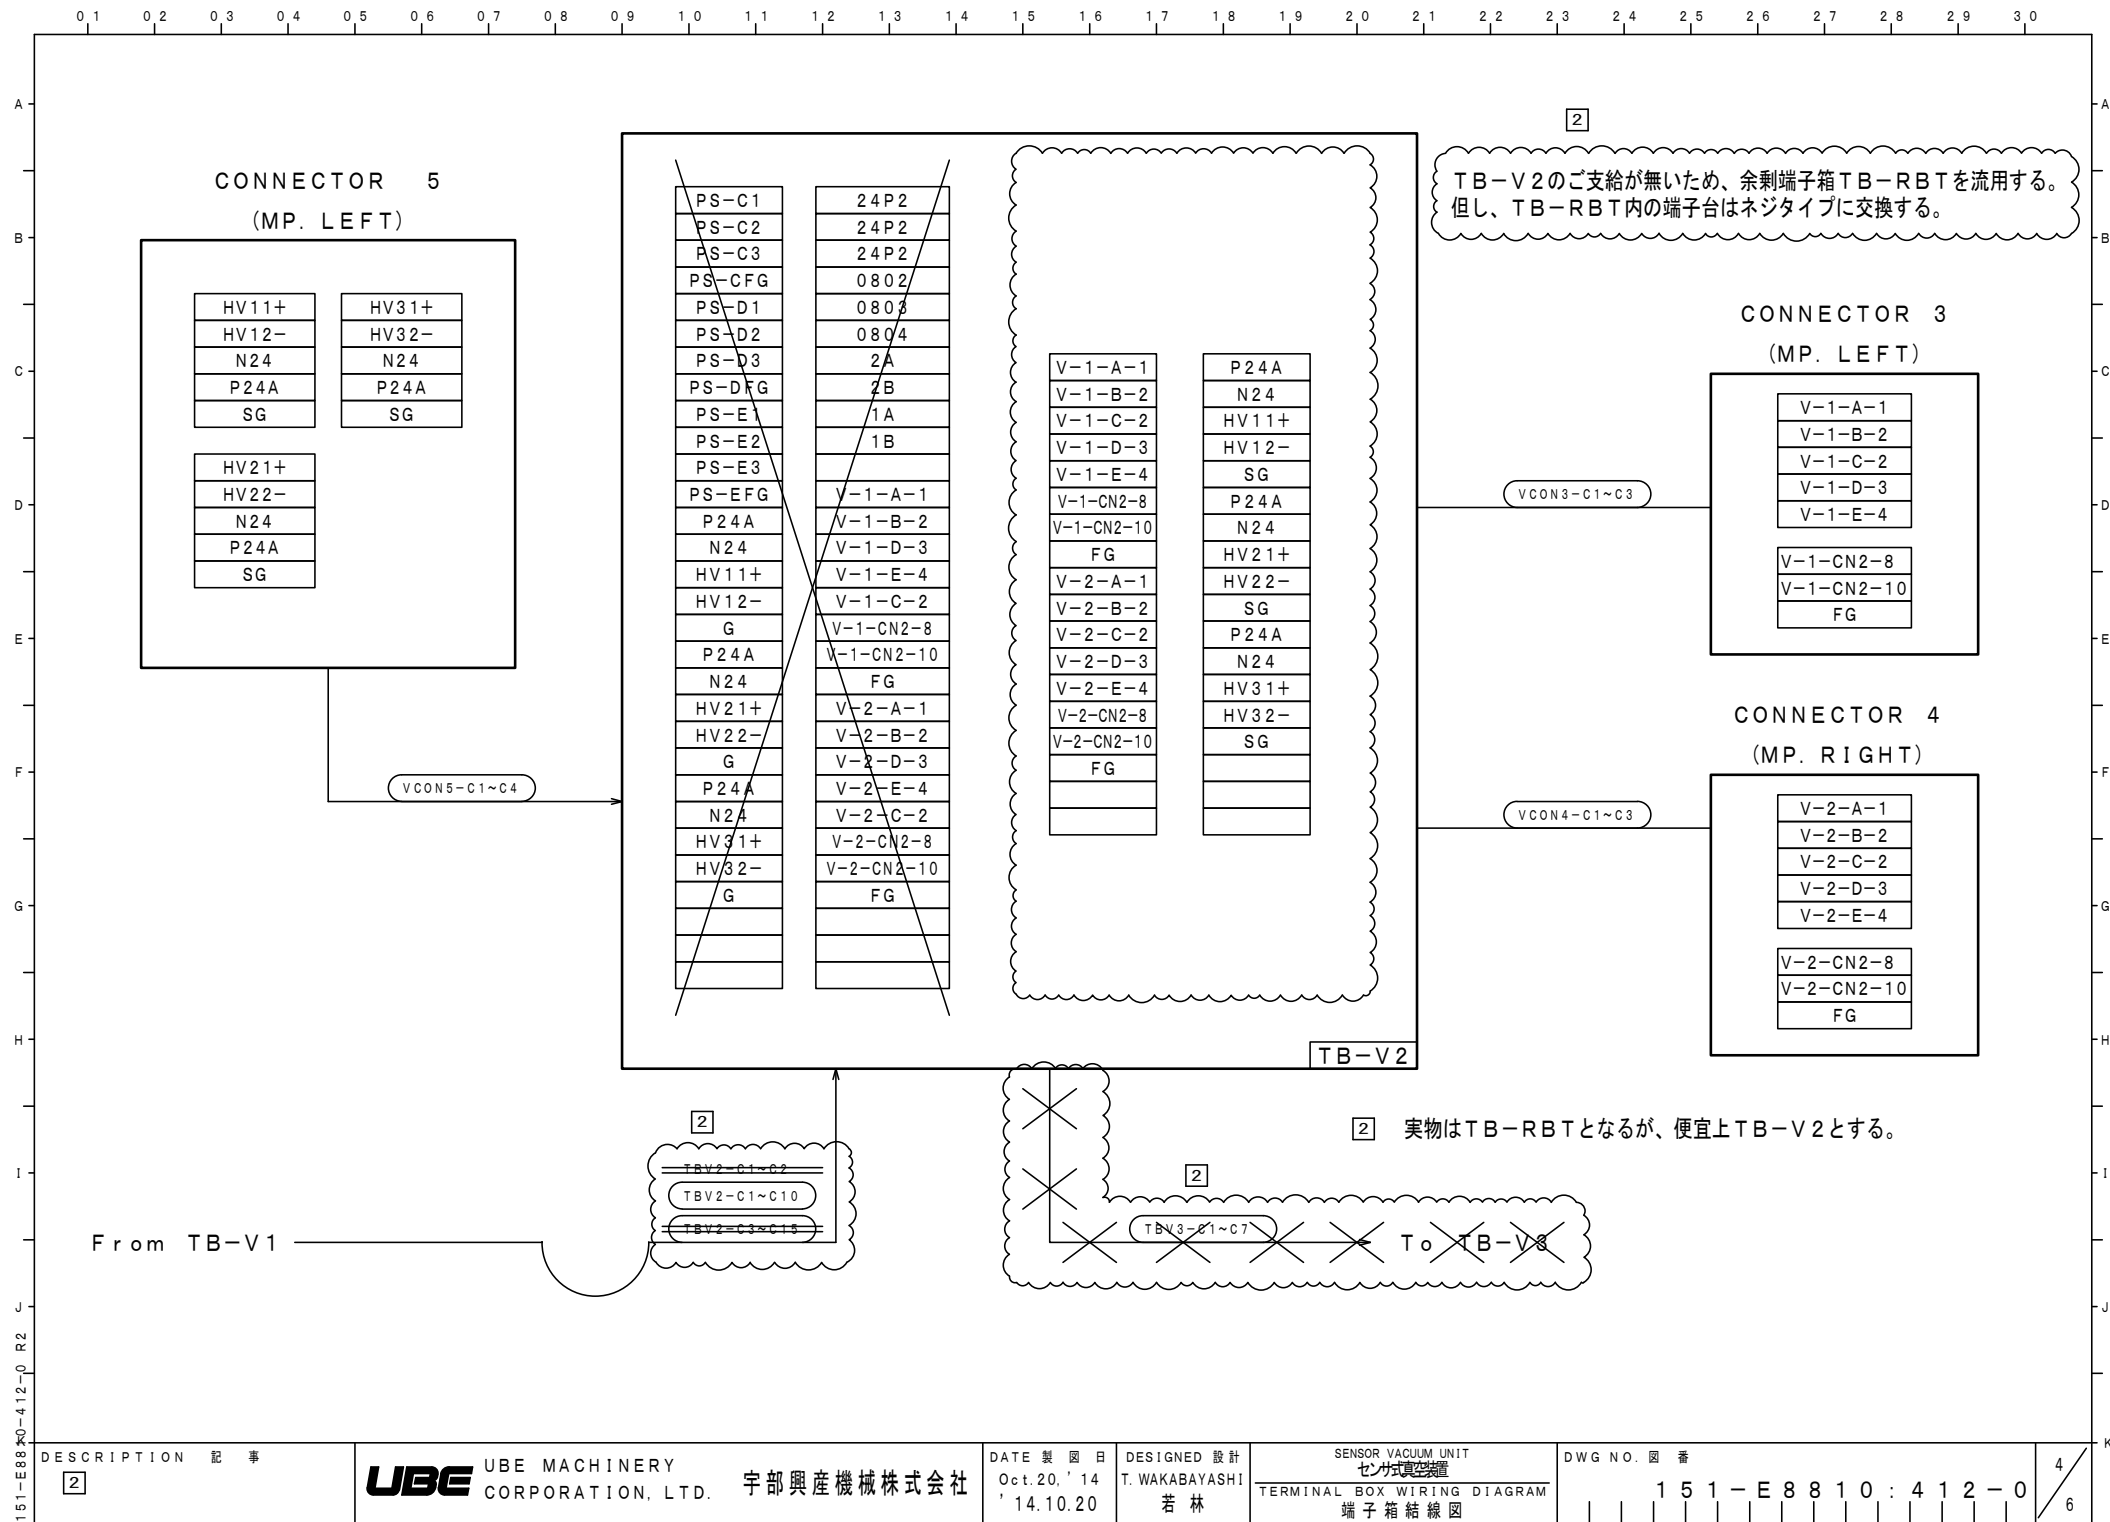 01 02 03 04 05 06 07 08 09 10 11 12 13 14 15 16 17 18 19 20 21 22 23 24 25 26 27 28 29 30
A
B
C
D
E
F
G
H
I
J
K
A
B
C
D
E
F
G
H
I
J
K
2
TB−V2のご支給が無いため、余剰端子箱TB−RBTを流用する。
但し、TB−RBT内の端子台はネジタイプに交換する。
CONNECTOR 5
(MP. LEFT)
HV11+
HV12−
N24
P24A
SG
HV31+
HV32−
N24
P24A
SG
HV21+
HV22−
N24
P24A
SG
VCON5−C1~C4
PS−C1
PS−C2
PS−C3
PS−CFG
PS−D1
PS−D2
PS−D3
PS−DFG
PS−E1
PS−E2
PS−E3
PS−EFG
P24A
N24
HV11+
HV12−
G
P24A
N24
HV21+
HV22−
G
P24A
N24
HV31+
HV32−
G
24P2
24P2
24P2
0802
0803
0804
2A
2B
1A
1B
V−1−A−1
V−1−B−2
V−1−D−3
V−1−E−4
V−1−C−2
V−1−CN2−8
V−1−CN2−10
FG
V−2−A−1
V−2−B−2
V−2−D−3
V−2−E−4
V−2−C−2
V−2−CN2−8
V−2−CN2−10
FG
V−1−A−1
V−1−B−2
V−1−C−2
V−1−D−3
V−1−E−4
V−1−CN2−8
V−1−CN2−10
FG
V−2−A−1
V−2−B−2
V−2−C−2
V−2−D−3
V−2−E−4
V−2−CN2−8
V−2−CN2−10
FG
P24A
N24
HV11+
HV12−
SG
P24A
N24
HV21+
HV22−
SG
P24A
N24
HV31+
HV32−
SG
TB−V2
CONNECTOR 3
(MP. LEFT)
V−1−A−1
V−1−B−2
V−1−C−2
V−1−D−3
V−1−E−4
V−1−CN2−8
V−1−CN2−10
FG
VCON3−C1~C3
CONNECTOR 4
(MP. RIGHT)
V−2−A−1
V−2−B−2
V−2−C−2
V−2−D−3
V−2−E−4
V−2−CN2−8
V−2−CN2−10
FG
VCON4−C1~C3
2
TBV2−C1~C2
TBV2−C1~C10
TBV2−C3~C15
From TB−V1
2 実物はTB−RBTとなるが、便宜上TB−V2とする。
2
TBV3−C1~C7
To TB−V3
151−E8810−412−0 R2
DESCRIPTION 記 事
2
UBE
UBE MACHINERY
CORPORATION, LTD.
宇部興産機械株式会社
DATE 製 図 日
Oct.20,'14
'14.10.20
DESIGNED 設計
T. WAKABAYASHI
若 林
SENSOR VACUUM UNIT
センサ式真空装置
TERMINAL BOX WIRING DIAGRAM
端子箱結線図
DWG NO. 図 番
151−E8810:412−0
4
6